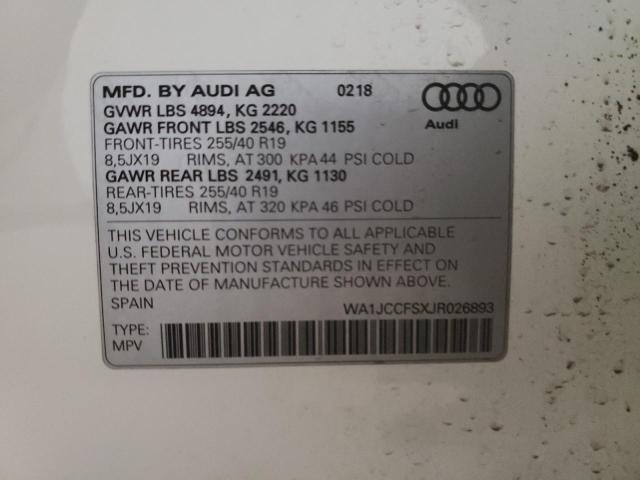 MFD. BY AUDI AG 0218
GVWR LBS 4894, KG 2220
GAWR FRONT LBS 2546, KG 1155
Audi
FRONT-TIRES 255/40 R19
8,5JX19 RIMS, AT 300 KPA 44 PSI COLD
GAWR REAR LBS 2491, KG 1130
REAR-TIRES 255/40 R19
8,5JX19 RIMS, AT 320 KPA 46 PSI COLD
THIS VEHICLE CONFORMS TO ALL APPLICABLE
U.S. FEDERAL MOTOR VEHICLE SAFETY AND
THEFT PREVENTION STANDARDS IN EFFECT ON
THE DATE OF MANUFACTURE SHOWN ABOVE.
SPAIN WA1JCCFSXJR026893
TYPE:
MPV